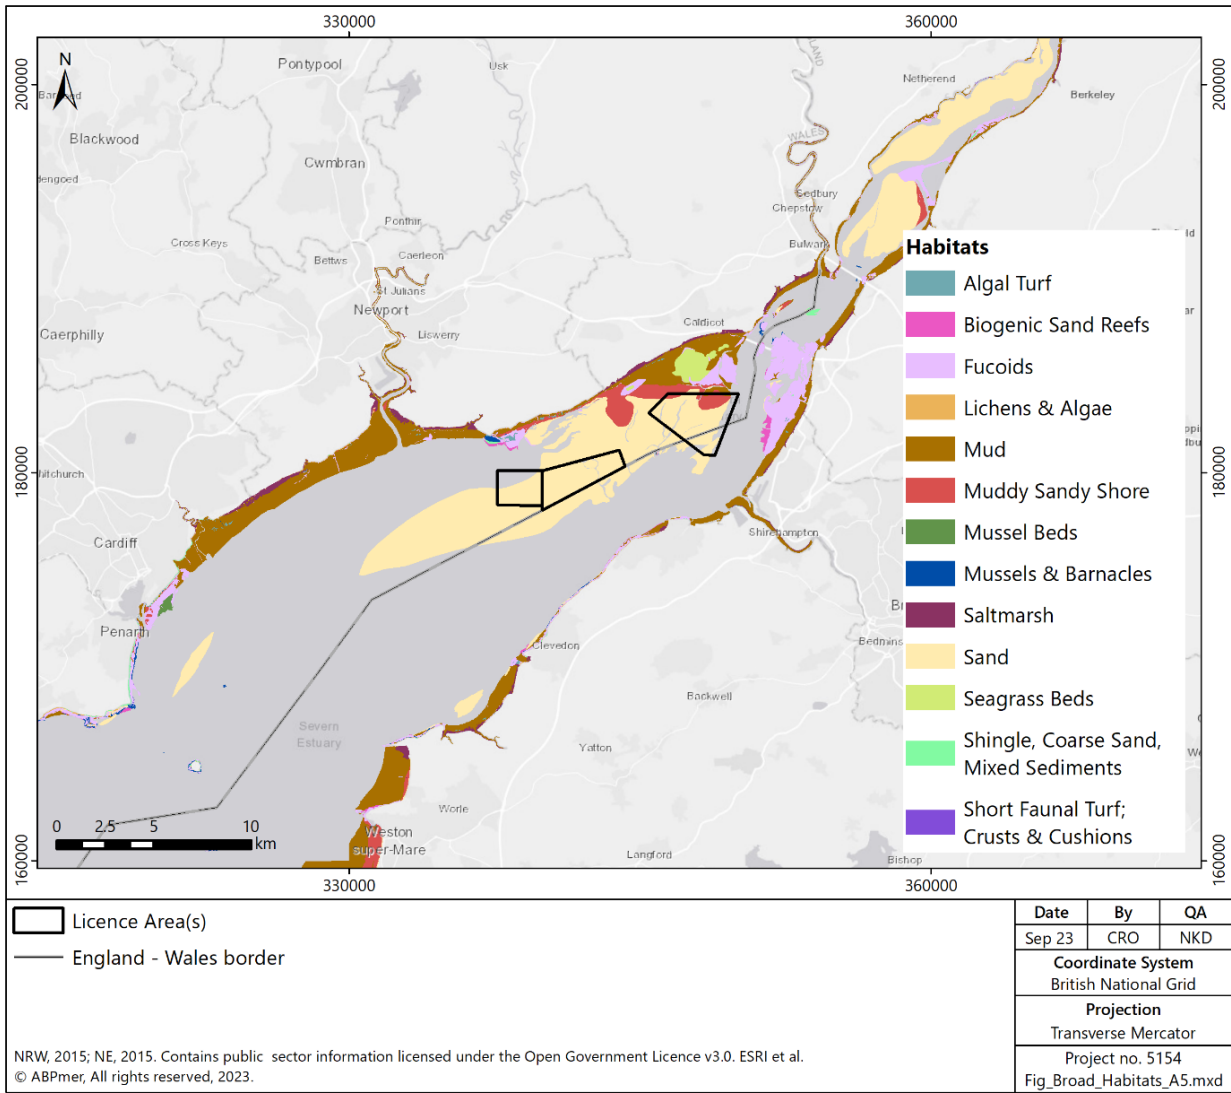 330000
360000
200000
200000
180000
180000
160000
160000
330000
360000
N
Pontypool
Usk
Blackwood
Cwmbran
Ponthir
Cross Keys
Bettws
Caerleon
St Julians
Newport
Liswerry
Caerphilly
Caldicot
Netherend
Berkeley
WALES
Sedbury
Chepstow
Bulwark
Cardiff
Penarth
Shirehampton
Clevedon
Backwell
Yatton
Severn
Estuary
Worle
Weston
super-Mare
Langford
Bishop
0 2.5 5 10
km
Habitats
Algal Turf
Biogenic Sand Reefs
Fucoids
Lichens & Algae
Mud
Muddy Sandy Shore
Mussel Beds
Mussels & Barnacles
Saltmarsh
Sand
Seagrass Beds
Shingle, Coarse Sand,
Mixed Sediments
Short Faunal Turf;
Crusts & Cushions
Licence Area(s)
England - Wales border
NRW, 2015; NE, 2015. Contains public sector information licensed under the Open Government Licence v3.0. ESRI et al.
© ABPmer, All rights reserved, 2023.
Date By QA
Sep 23 CRO NKD
Coordinate System
British National Grid
Projection
Transverse Mercator
Project no. 5154
Fig_Broad_Habitats_A5.mxd